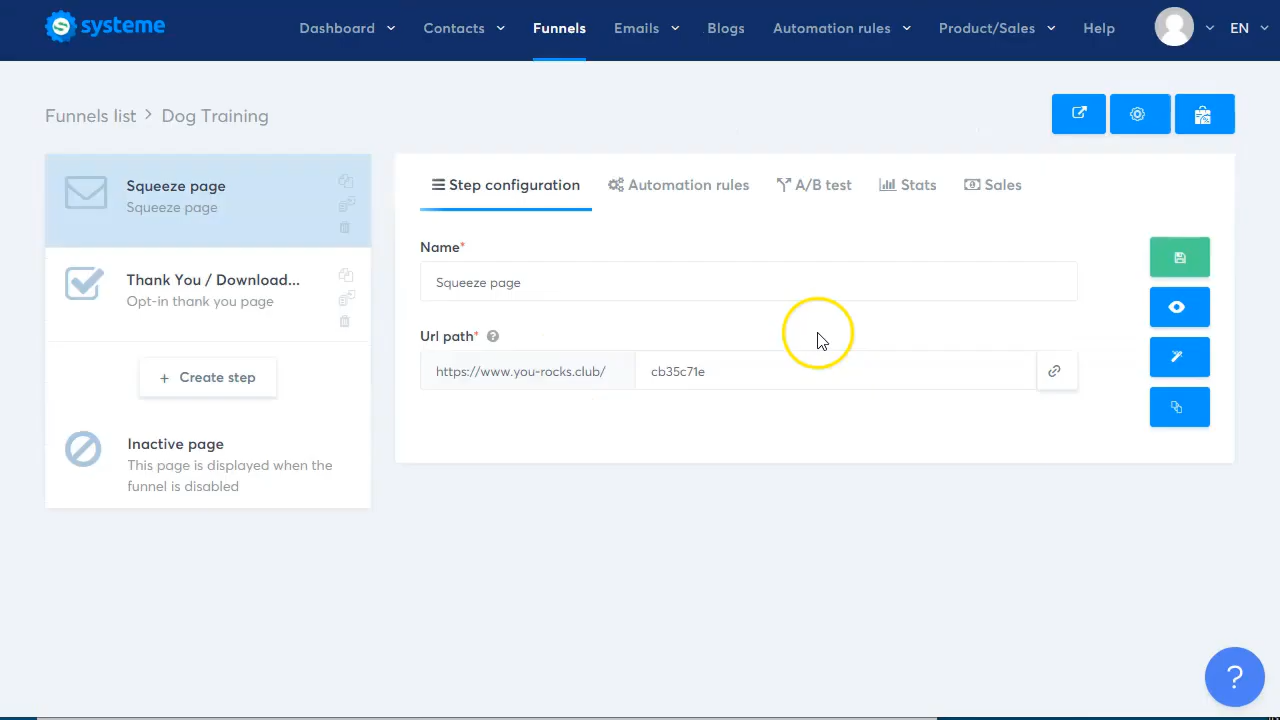 systeme Dashboard Contacts Funnels Emails Blogs Automation rules Product/Sales Help EN
Funnels list > Dog Training
Squeeze page
Squeeze page
Thank You / Download...
Opt-in thank you page
+ Create step
Inactive page
This page is displayed when the
funnel is disabled
Step configuration Automation rules A/B test Stats Sales
Name*
Squeeze page
Url path* ?
https://www.you-rocks.club/ cb35c71e
?